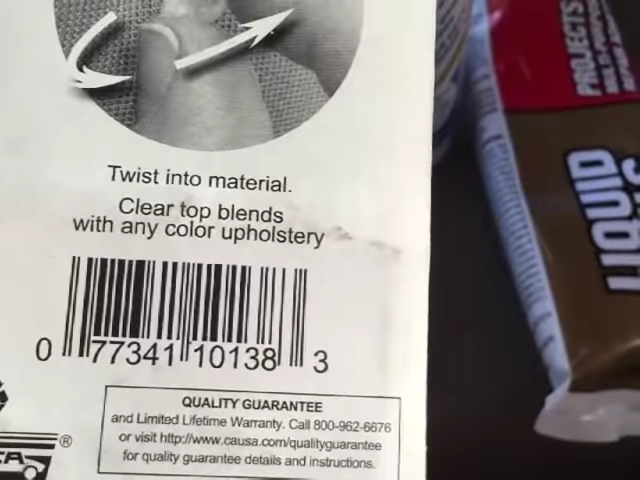 Twist into material.
Clear top blends
with any color upholstery
0 77341 10138 3
QUALITY GUARANTEE
and Limited Lifetime Warranty. Call 800-962-6676
or visit http://www.causa.com/qualityguarantee
for quality guarantee details and instructions.
®
PROJECTS
LIQUID